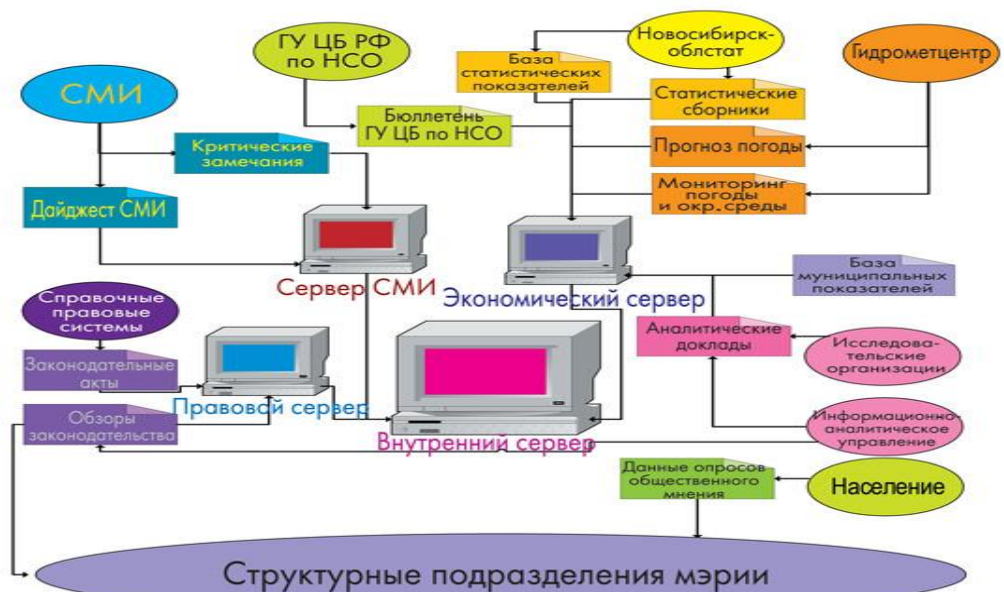 ГУ ЦБ РФ
по НСО
Новосибирск-
облстат
Гидрометцентр
СМИ
База
статистических
показателей
Статистические
сборники
Бюллетень
ГУ ЦБ по НСО
Критические
замечания
Прогноз погоды
Мониторинг
погоды
и окр. среды
Дайджест СМИ
Сервер СМИ
Экономический сервер
База
муниципальных
показателей
Справочные
правовые
системы
Аналитические
доклады
Исследова-
тельские
организации
Законодательные
акты
Правовой сервер
Обзоры
законодательства
Внутренний сервер
Информационно-
аналитическое
управление
Данные опросов
общественного
мнения
Население
Структурные подразделения мэрии